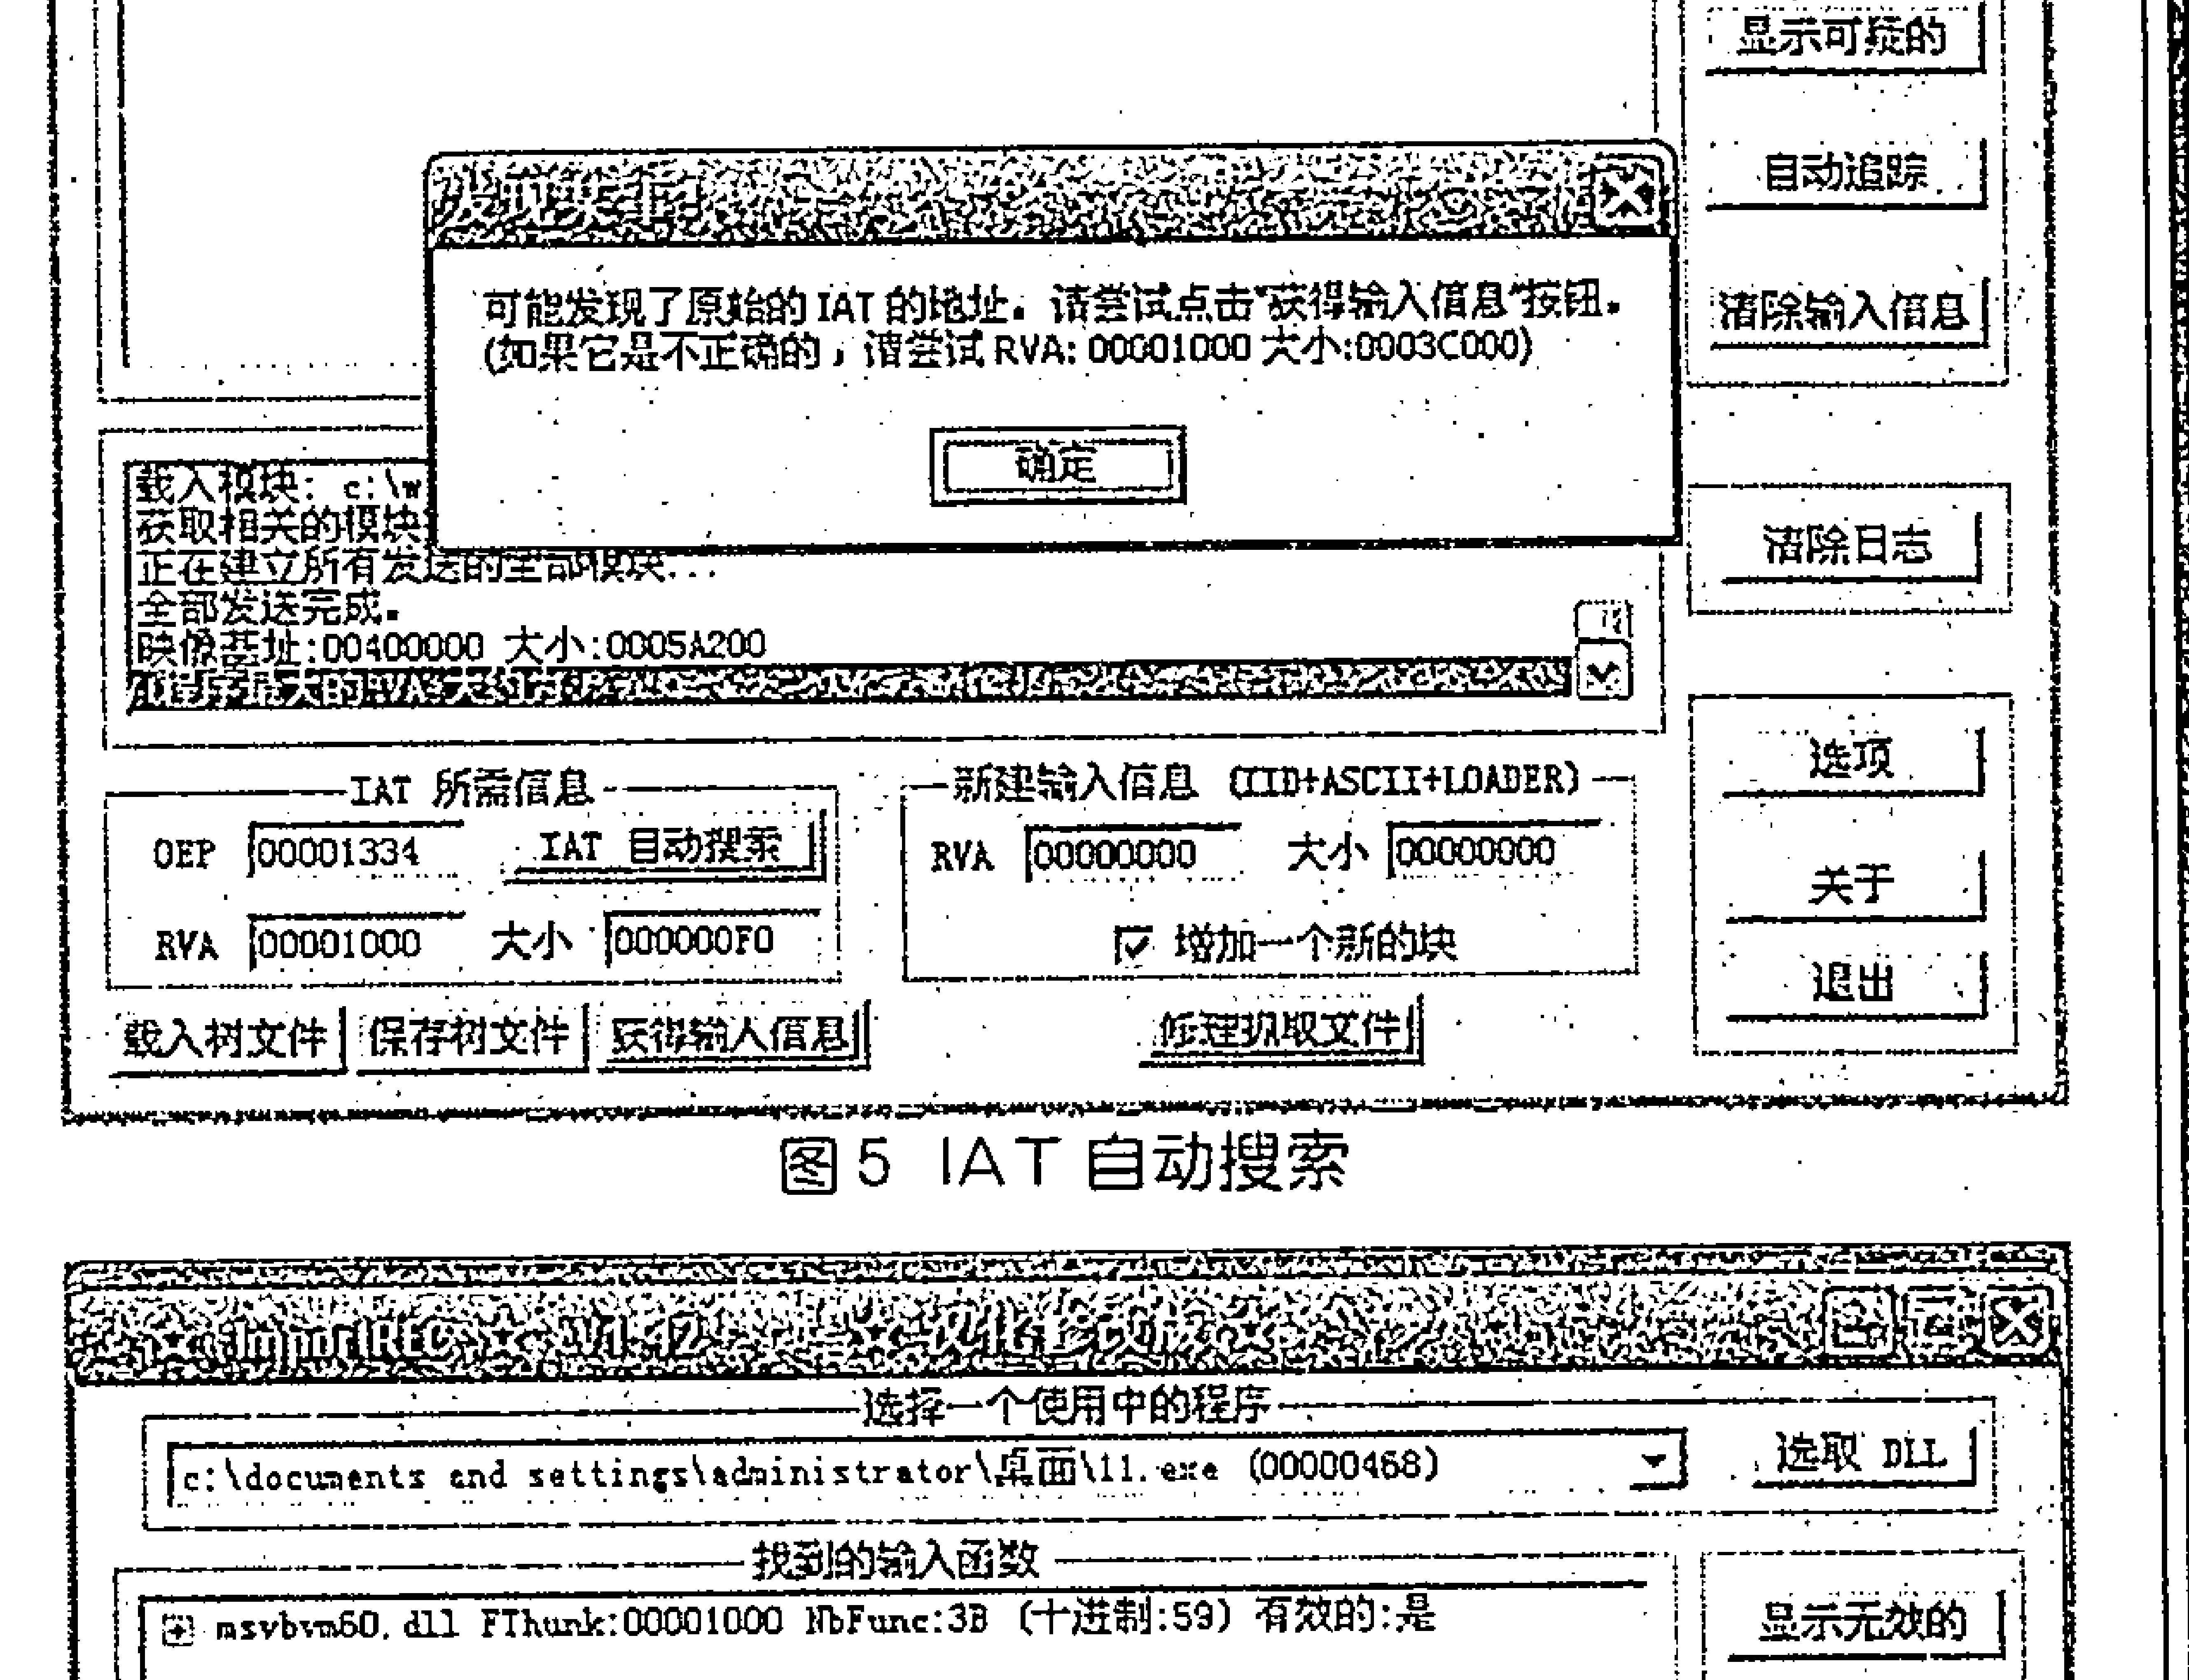 显示可疑的
自动追踪
清除输入信息
可能发现了原始的 IAT 的地址。请尝试点击"获得输入信息"按钮。
(如果它是不正确的，请尝试 RVA: 00001000 大小:0003C000)
确定
载入模块: c:\w
获取相关的模块
正在建立所有发送的全部模块...
全部发送完成。
映像基址:00400000 大小:0005A200
清除日志
IAT 所需信息
OEP 00001334 IAT 自动搜索
RVA 00001000 大小 000000F0
新建输入信息 (IID+ASCII+LOADER)
RVA 00000000 大小 00000000
增加一个新的块
选项
关于
退出
载入树文件 保存树文件 获得输入信息 修理抓取文件
图5 IAT自动搜索
ImportREC
选择一个使用中的程序
c:\documents and settings\administrator\桌面\11.exe (00000468) 选取 DLL
找到的输入函数
msvbvm60.dll FThunk:00001000 NbFunc:3B (十进制:59) 有效的:是
显示无效的